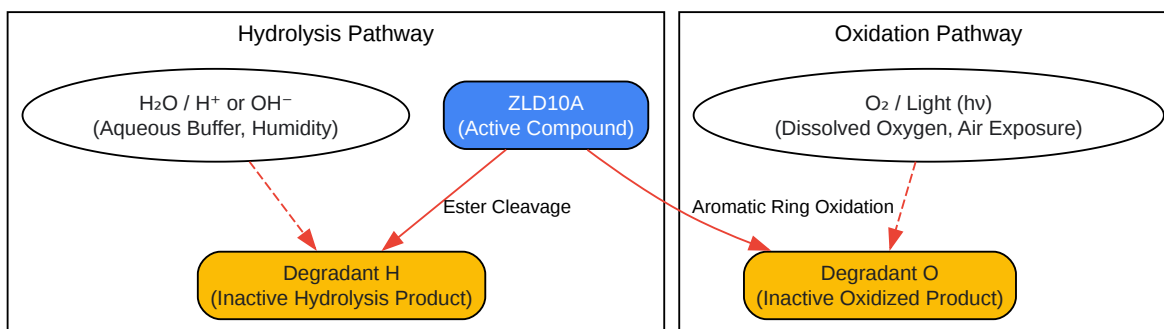 Hydrolysis Pathway
Oxidation Pathway
H₂O / H⁺ or OH⁻
(Aqueous Buffer, Humidity)
ZLD10A
(Active Compound)
O₂ / Light (hν)
(Dissolved Oxygen, Air Exposure)
Ester Cleavage
Aromatic Ring Oxidation
Degradant H
(Inactive Hydrolysis Product)
Degradant O
(Inactive Oxidized Product)